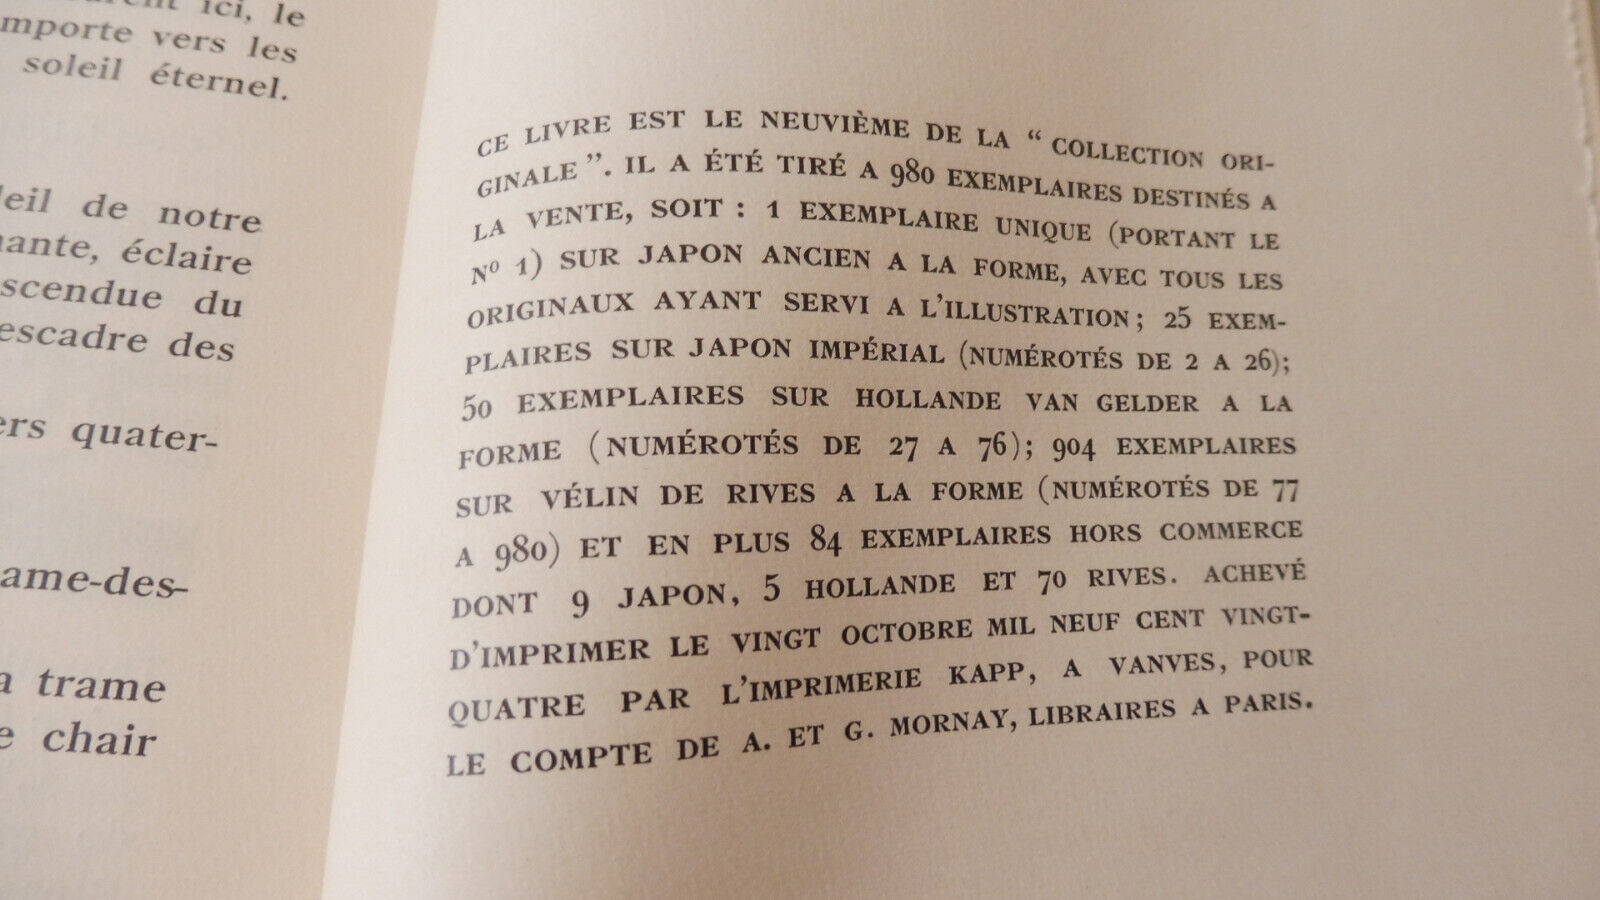 ici, le
mporte vers les
soleil éternel.
leil de notre
ante, éclaire
scendue du
escadre des
ers quater-
ame-des-
a trame
e chair
CE LIVRE EST LE NEUVIÈME DE LA “ COLLECTION ORI-
GINALE ”. IL A ÉTÉ TIRÉ A 980 EXEMPLAIRES DESTINÉS A
LA VENTE, SOIT : 1 EXEMPLAIRE UNIQUE (PORTANT LE
Nº 1) SUR JAPON ANCIEN A LA FORME, AVEC TOUS LES
ORIGINAUX AYANT SERVI A L'ILLUSTRATION; 25 EXEM-
PLAIRES SUR JAPON IMPÉRIAL (NUMÉROTÉS DE 2 A 26);
50 EXEMPLAIRES SUR HOLLANDE VAN GELDER A LA
FORME (NUMÉROTÉS DE 27 A 76); 904 EXEMPLAIRES
SUR VÉLIN DE RIVES A LA FORME (NUMÉROTÉS DE 77
A 980) ET EN PLUS 84 EXEMPLAIRES HORS COMMERCE
DONT 9 JAPON, 5 HOLLANDE ET 70 RIVES. ACHEVÉ
D'IMPRIMER LE VINGT OCTOBRE MIL NEUF CENT VINGT-
QUATRE PAR L'IMPRIMERIE KAPP, A VANVES, POUR
LE COMPTE DE A. ET G. MORNAY, LIBRAIRES A PARIS.